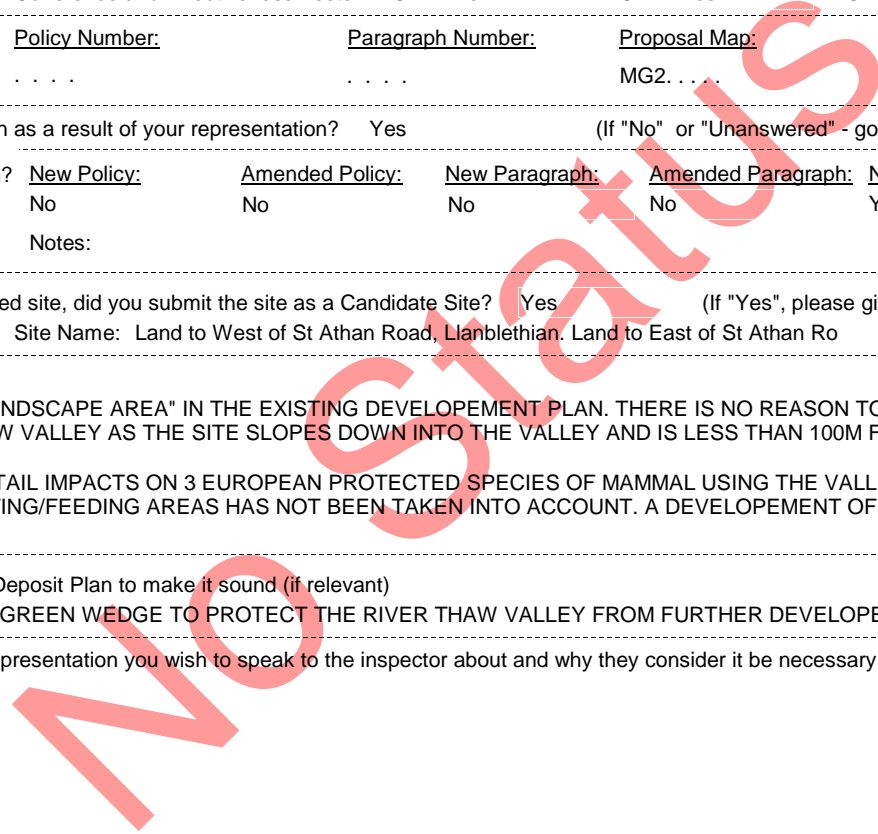 Policy Number: Paragraph Number: Proposal Map:
. . . . . . . . MG2. . . . .
as a result of your representation? Yes (If "No" or "Unanswered" - go
? New Policy: Amended Policy: New Paragraph: Amended Paragraph:
No No No No
Notes:
ed site, did you submit the site as a Candidate Site? Yes (If "Yes", please gi
Site Name: Land to West of St Athan Road, Llanblethian. Land to East of St Athan Ro
NDSCAPE AREA" IN THE EXISTING DEVELOPEMENT PLAN. THERE IS NO REASON TO
W VALLEY AS THE SITE SLOPES DOWN INTO THE VALLEY AND IS LESS THAN 100M F
TAIL IMPACTS ON 3 EUROPEAN PROTECTED SPECIES OF MAMMAL USING THE VALL
ING/FEEDING AREAS HAS NOT BEEN TAKEN INTO ACCOUNT. A DEVELOPEMENT OF
Deposit Plan to make it sound (if relevant)
GREEN WEDGE TO PROTECT THE RIVER THAW VALLEY FROM FURTHER DEVELOPE
presentation you wish to speak to the inspector about and why they consider it be necessary
No Status